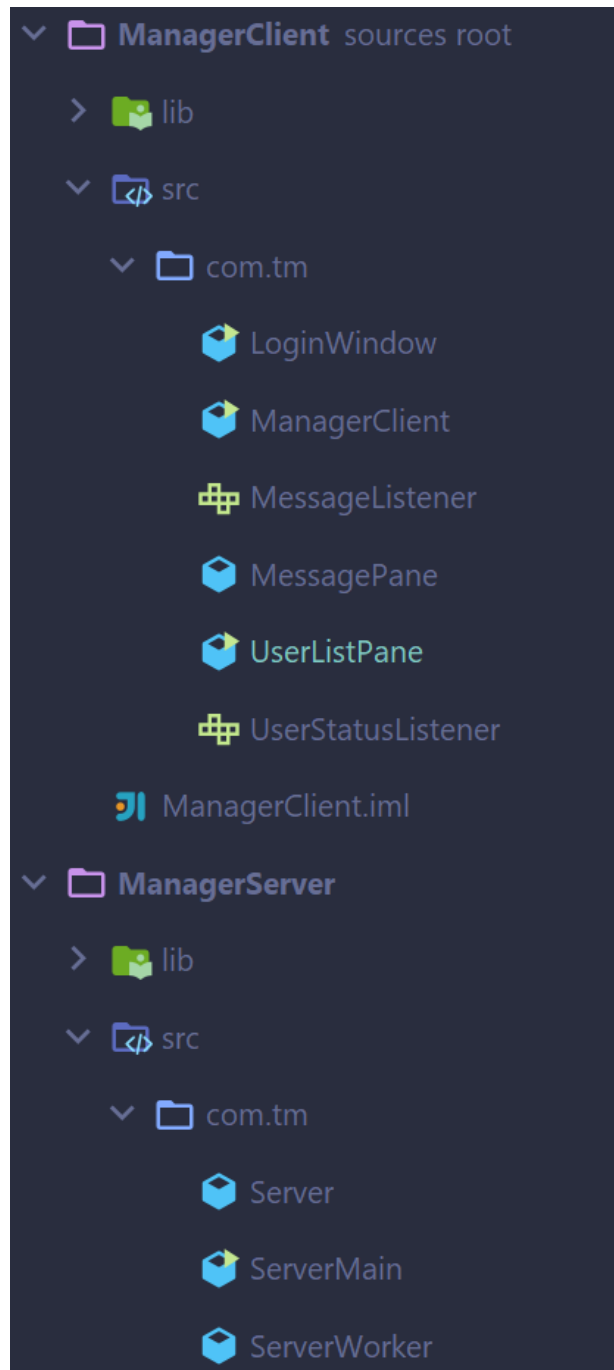 ManagerClient sources root
lib
src
com.tm
LoginWindow
ManagerClient
MessageListener
MessagePane
UserListPane
UserStatusListener
ManagerClient.iml
ManagerServer
lib
src
com.tm
Server
ServerMain
ServerWorker